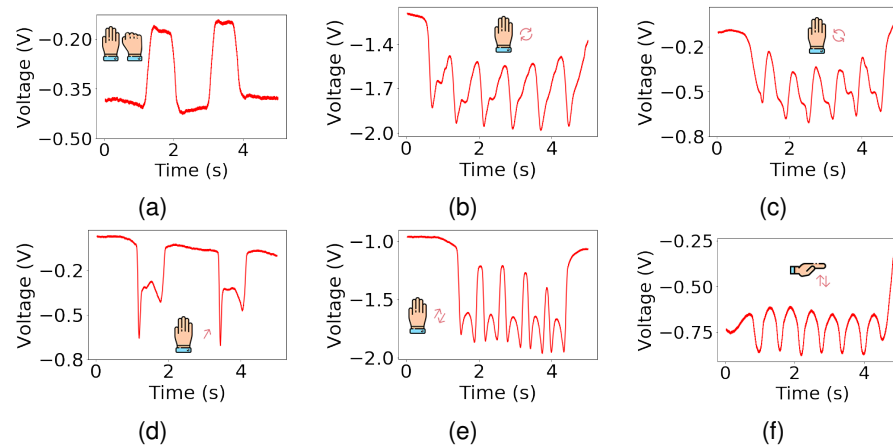 Voltage (V)
−0.20
−0.35
−0.50
0
2
4
Time (s)
(a)
Voltage (V)
−1.4
−1.7
−2.0
0
2
4
Time (s)
(b)
Voltage (V)
−0.2
−0.5
−0.8
0
2
4
Time (s)
(c)
Voltage (V)
−0.2
−0.5
−0.8
0
2
4
Time (s)
(d)
Voltage (V)
−1.0
−1.3
−1.6
−2.0
0
2
4
Time (s)
(e)
Voltage (V)
−0.25
−0.50
−0.75
0
2
4
Time (s)
(f)